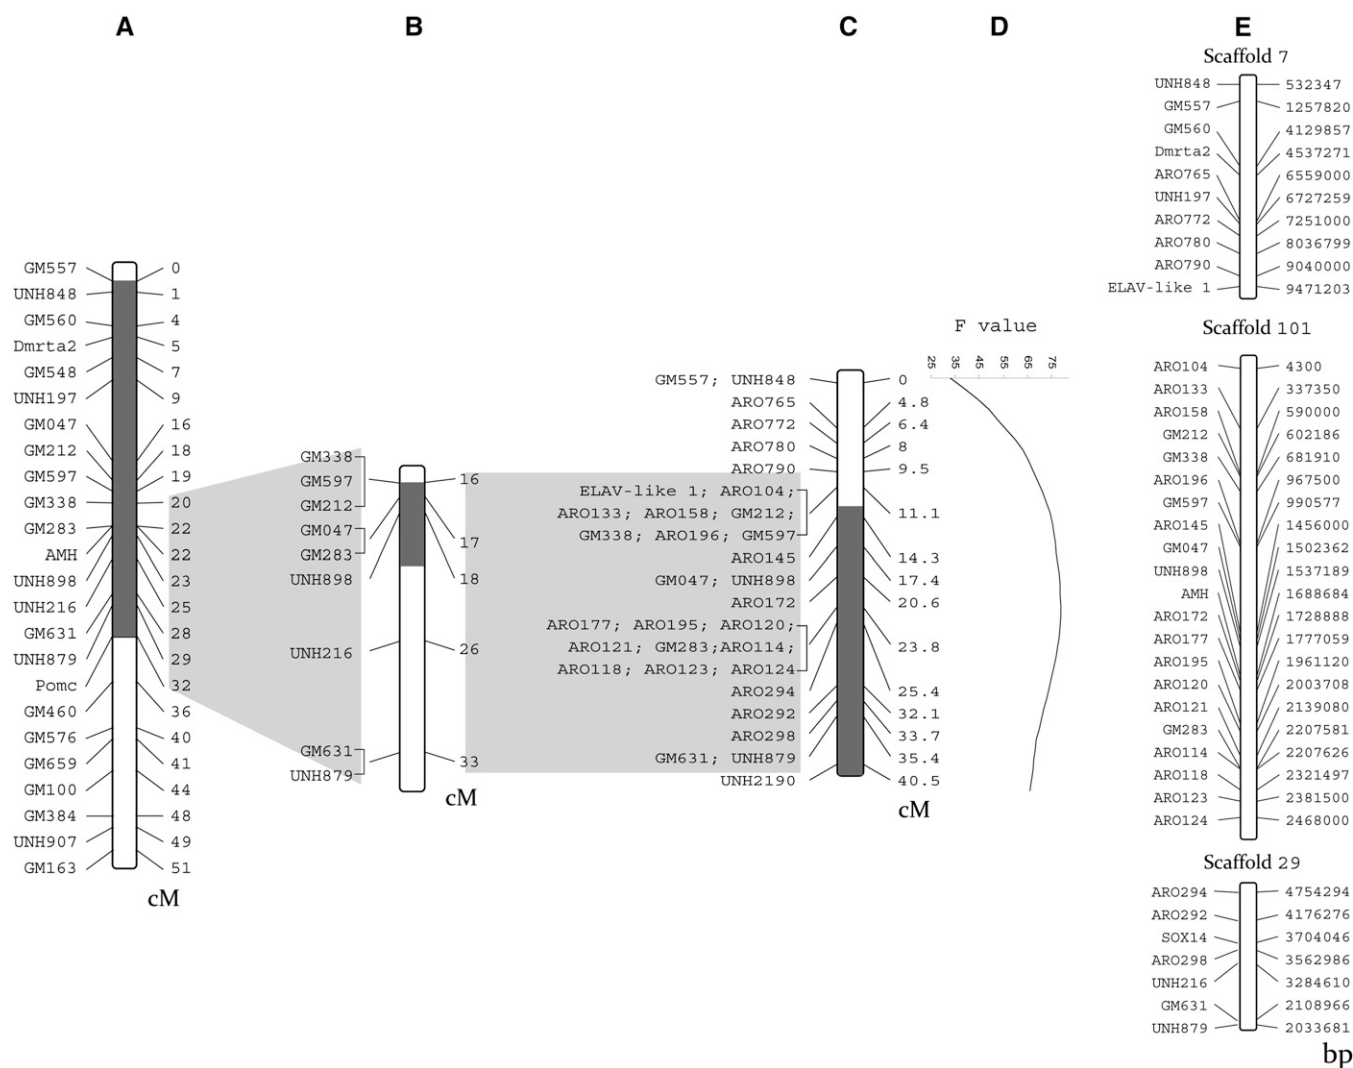 A
B
C
D
E
GM557 0
UNH848 1
GM560 4
Dmrta2 5
GM548 7
UNH197 9
GM047 16
GM212 18
GM597 19
GM338 20
GM283 22
AMH 22
UNH898 23
UNH216 25
GM631 28
UNH879 29
Pomc 32
GM460 36
GM576 40
GM659 41
GM100 44
GM384 48
UNH907 49
GM163 51
cM
GM338
GM597 16
GM212
GM047 17
GM283
UNH898 18
UNH216 26
GM631 33
UNH879
cM
GM557; UNH848 0
ARO765 4.8
ARO772 6.4
ARO780 8
ARO790 9.5
ELAV-like 1; ARO104;
ARO133; ARO158; GM212; 11.1
GM338; ARO196; GM597
ARO145 14.3
GM047; UNH898 17.4
ARO172 20.6
ARO177; ARO195; ARO120;
ARO121; GM283;ARO114; 23.8
ARO118; ARO123; ARO124
ARO294 25.4
ARO292 32.1
ARO298 33.7
GM631; UNH879 35.4
UNH2190 40.5
cM
F value
25 35 45 55 65 75
Scaffold 7
UNH848 532347
GM557 1257820
GM560 4129857
Dmrta2 4537271
ARO765 6559000
UNH197 6727259
ARO772 7251000
ARO780 8036799
ARO790 9040000
ELAV-like 1 9471203
Scaffold 101
ARO104 4300
ARO133 337350
ARO158 590000
GM212 602186
GM338 681910
ARO196 967500
GM597 990577
ARO145 1456000
GM047 1502362
UNH898 1537189
AMH 1688684
ARO172 1728888
ARO177 1777059
ARO195 1961120
ARO120 2003708
ARO121 2139080
GM283 2207581
ARO114 2207626
ARO118 2321497
ARO123 2381500
ARO124 2468000
Scaffold 29
ARO294 4754294
ARO292 4176276
SOX14 3704046
ARO298 3562986
UNH216 3284610
GM631 2108966
UNH879 2033681
bp